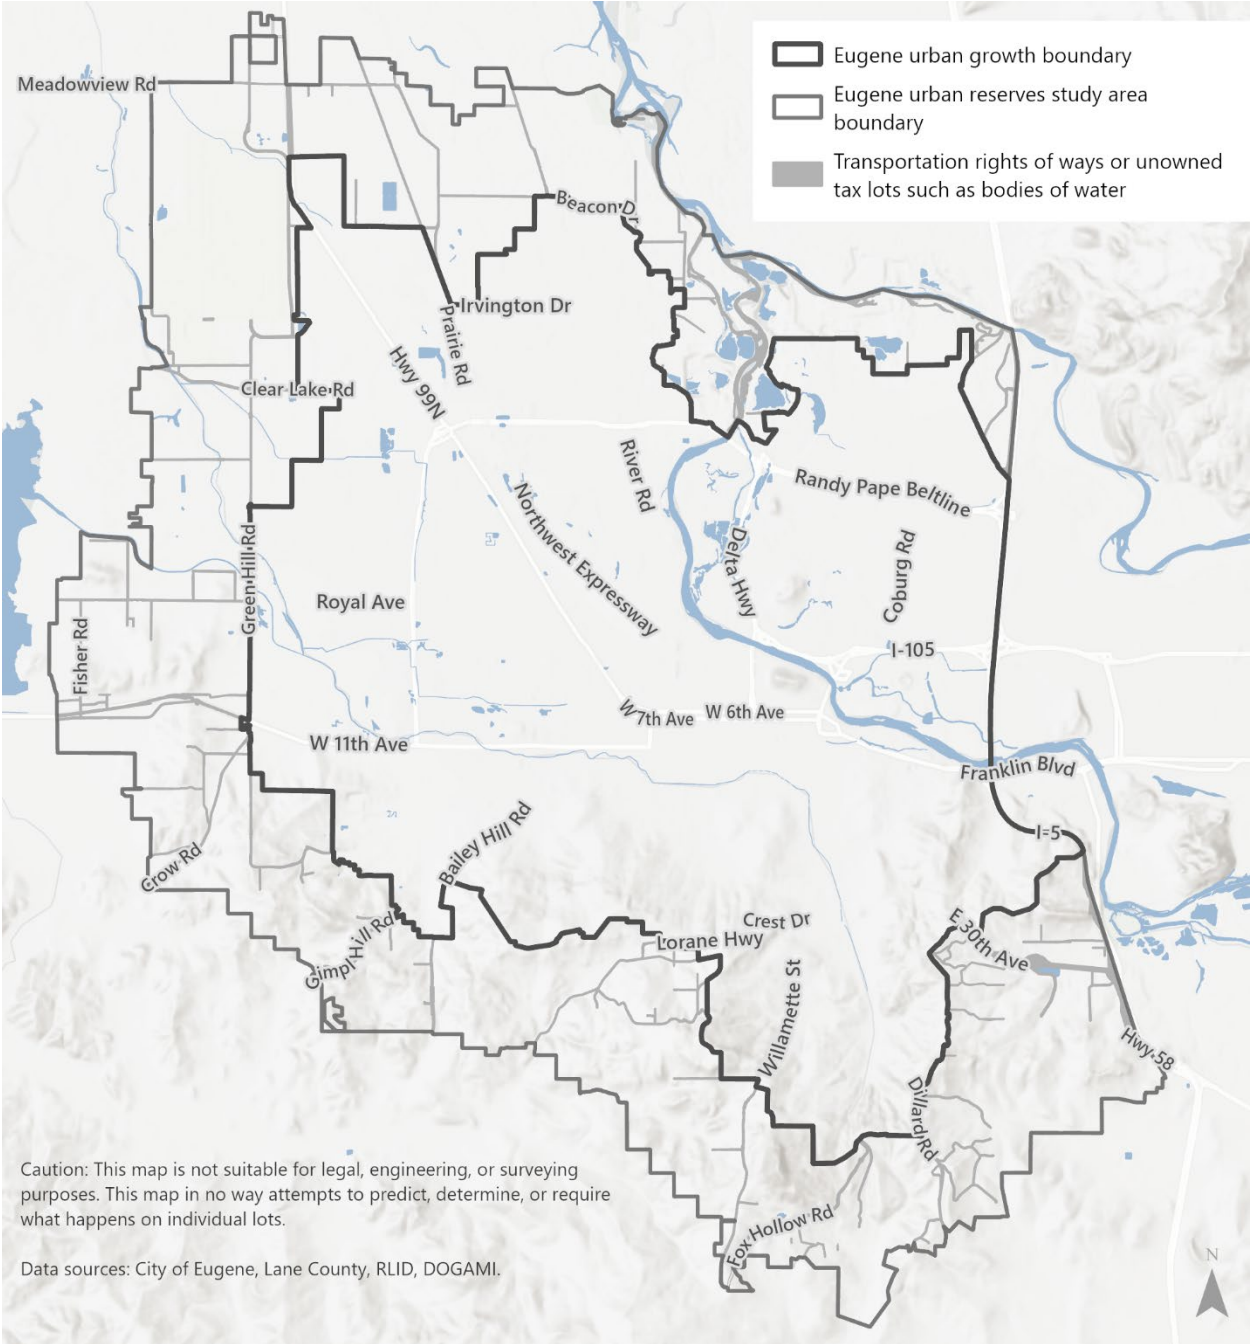 Eugene urban growth boundary
Eugene urban reserves study area
boundary
Transportation rights of ways or unowned
tax lots such as bodies of water
Meadowview Rd
Beacon Dr
Irvington Dr
Prairie Rd
Hwy 99N
Clear Lake Rd
River Rd
Randy Pape Beltline
Northwest Expressway
Delta Hwy
Coburg Rd
Green Hill Rd
Royal Ave
Fisher Rd
I-105
W 7th Ave
W 6th Ave
W 11th Ave
Franklin Blvd
I-5
Bailey Hill Rd
Crow Rd
Gimpl Hill Rd
Crest Dr
Lorane Hwy
E 30th Ave
Willamette St
Hwy 58
Dillard Rd
Fox Hollow Rd
Caution: This map is not suitable for legal, engineering, or surveying
purposes. This map in no way attempts to predict, determine, or require
what happens on individual lots.
Data sources: City of Eugene, Lane County, RLID, DOGAMI.
N